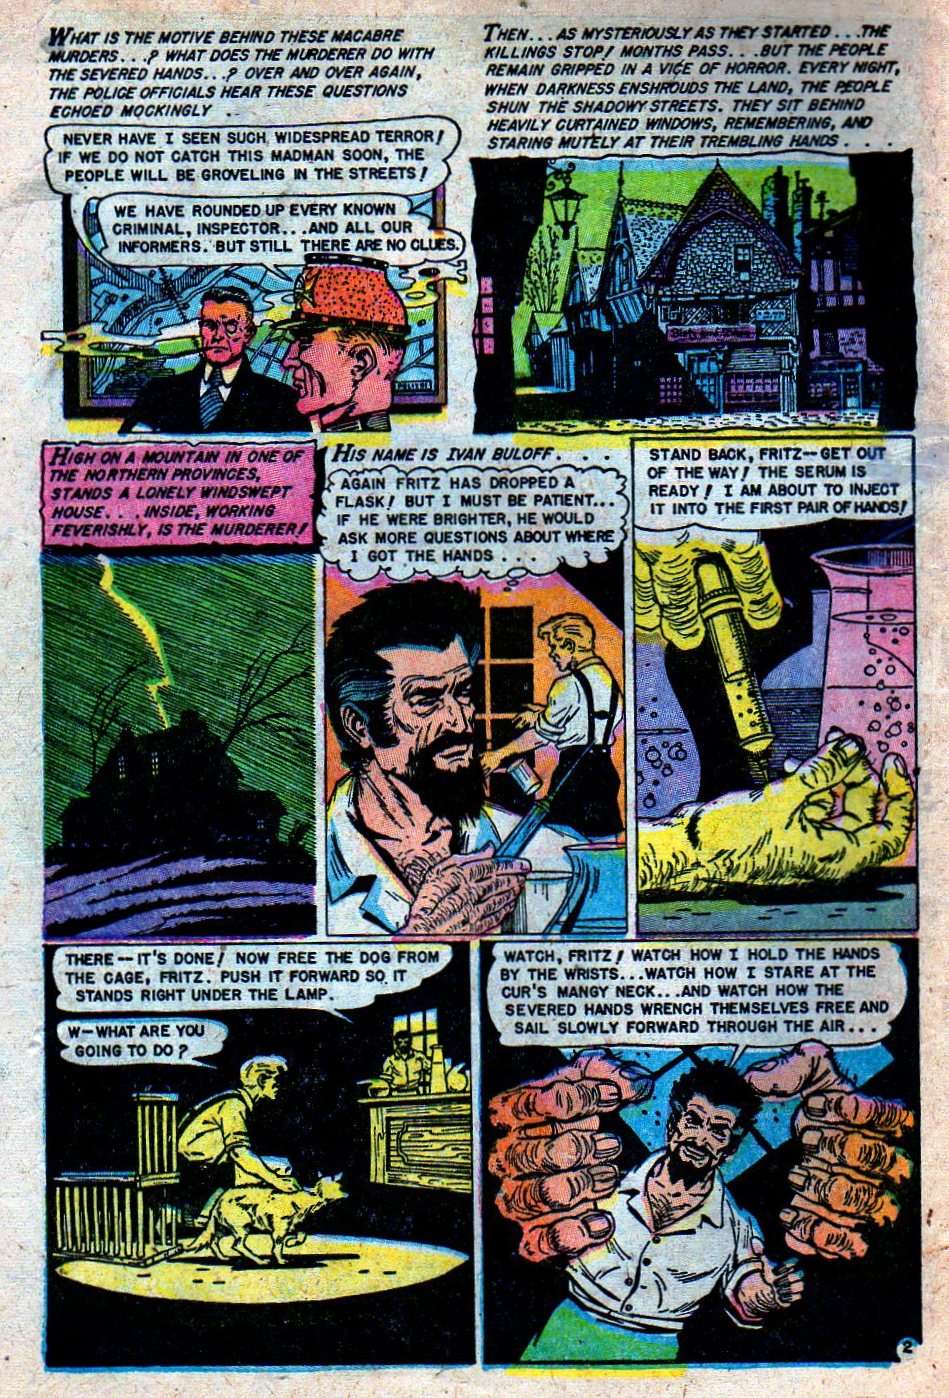 WHAT IS THE MOTIVE BEHIND THESE MACABRE
MURDERS...? WHAT DOES THE MURDERER DO WITH
THE SEVERED HANDS...? OVER AND OVER AGAIN,
THE POLICE OFFICIALS HEAR THESE QUESTIONS
ECHOED MOCKINGLY . .
NEVER HAVE I SEEN SUCH WIDESPREAD TERROR!
IF WE DO NOT CATCH THIS MADMAN SOON, THE
PEOPLE WILL BE GROVELING IN THE STREETS!
WE HAVE ROUNDED UP EVERY KNOWN
CRIMINAL, INSPECTOR...AND ALL OUR
INFORMERS. BUT STILL THERE ARE NO CLUES.
THEN...AS MYSTERIOUSLY AS THEY STARTED...THE
KILLINGS STOP! MONTHS PASS...BUT THE PEOPLE
REMAIN GRIPPED IN A VICE OF HORROR. EVERY NIGHT,
WHEN DARKNESS ENSHROUDS THE LAND, THE PEOPLE
SHUN THE SHADOWY STREETS. THEY SIT BEHIND
HEAVILY CURTAINED WINDOWS, REMEMBERING, AND
STARING MUTELY AT THEIR TREMBLING HANDS . . . .
HIGH ON A MOUNTAIN IN ONE OF
THE NORTHERN PROVINCES,
STANDS A LONELY WINDSWEPT
HOUSE... INSIDE, WORKING
FEVERISHLY, IS THE MURDERER!
HIS NAME IS IVAN BULOFF. . . .
AGAIN FRITZ HAS DROPPED A
FLASK! BUT I MUST BE PATIENT...
IF HE WERE BRIGHTER, HE WOULD
ASK MORE QUESTIONS ABOUT WHERE
I GOT THE HANDS . . .
STAND BACK, FRITZ--GET OUT
OF THE WAY! THE SERUM IS
READY! I AM ABOUT TO INJECT
IT INTO THE FIRST PAIR OF HANDS!
THERE--IT'S DONE! NOW FREE THE DOG FROM
THE CAGE, FRITZ. PUSH IT FORWARD SO IT
STANDS RIGHT UNDER THE LAMP.
W-WHAT ARE YOU
GOING TO DO?
WATCH, FRITZ! WATCH HOW I HOLD THE HANDS
BY THE WRISTS...WATCH HOW I STARE AT THE
CUR'S MANGY NECK...AND WATCH HOW THE
SEVERED HANDS WRENCH THEMSELVES FREE AND
SAIL SLOWLY FORWARD THROUGH THE AIR...
2